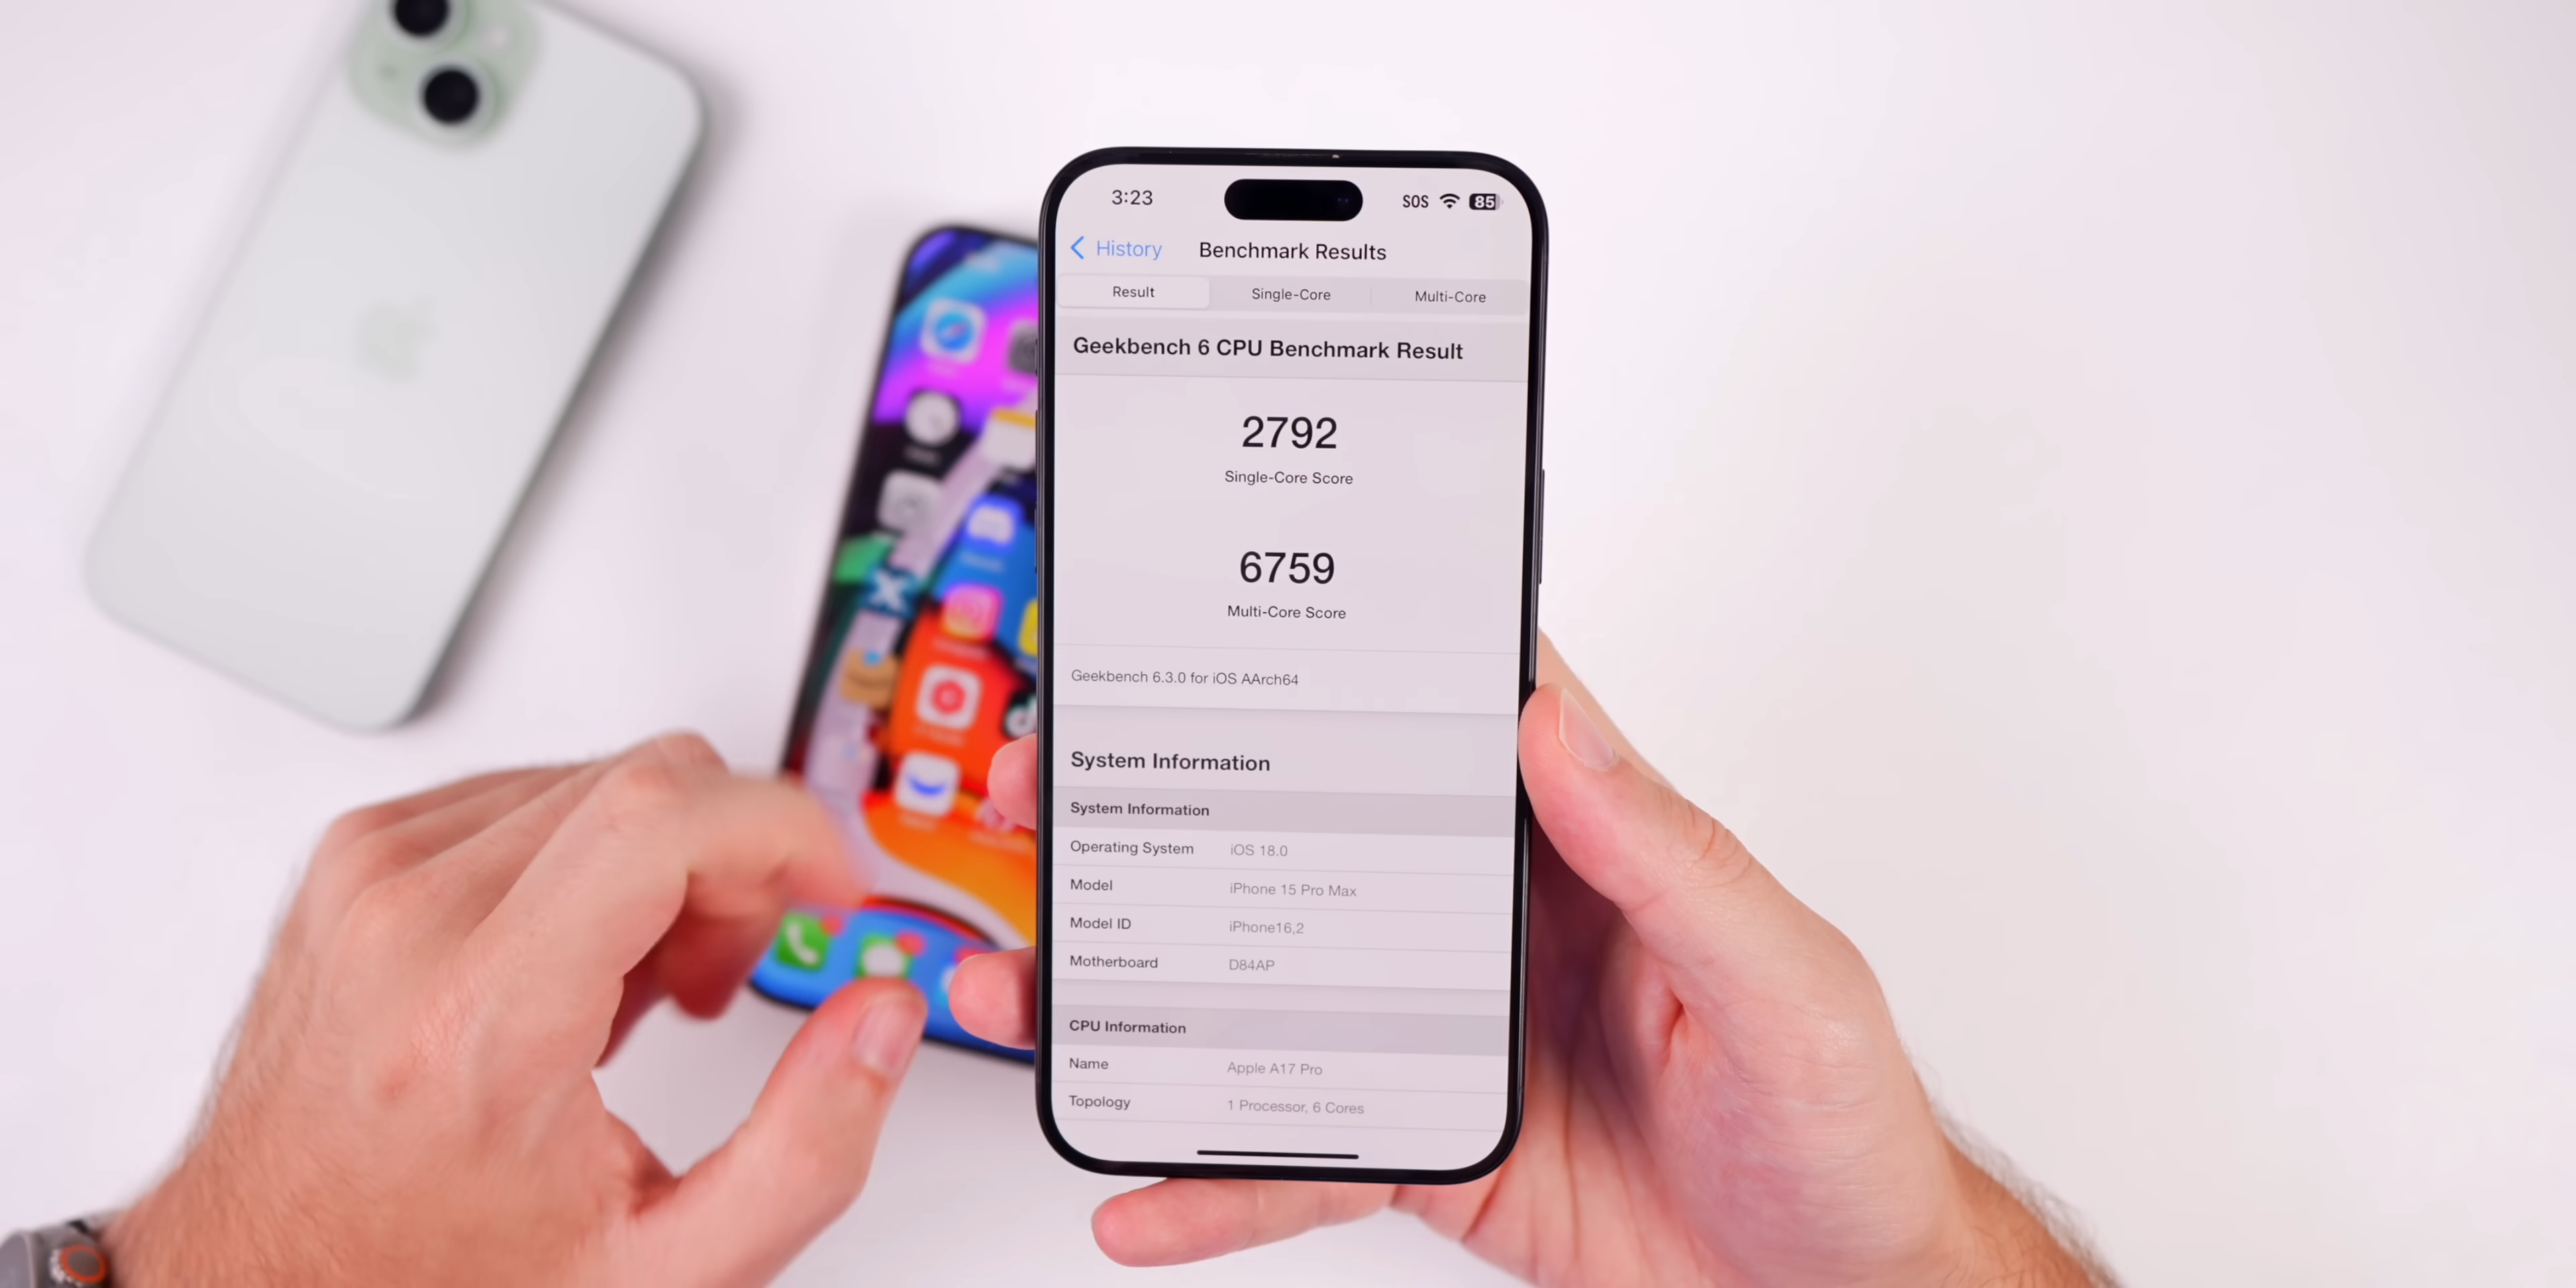 3:23 SOS 85
History Benchmark Results
Result Single-Core Multi-Core
Geekbench 6 CPU Benchmark Result
2792
Single-Core Score
6759
Multi-Core Score
Geekbench 6.3.0 for iOS AArch64
System Information
System Information
Operating System iOS 18.0
Model iPhone 15 Pro Max
Model ID iPhone16,2
Motherboard D84AP
CPU Information
Name Apple A17 Pro
Topology 1 Processor, 6 Cores